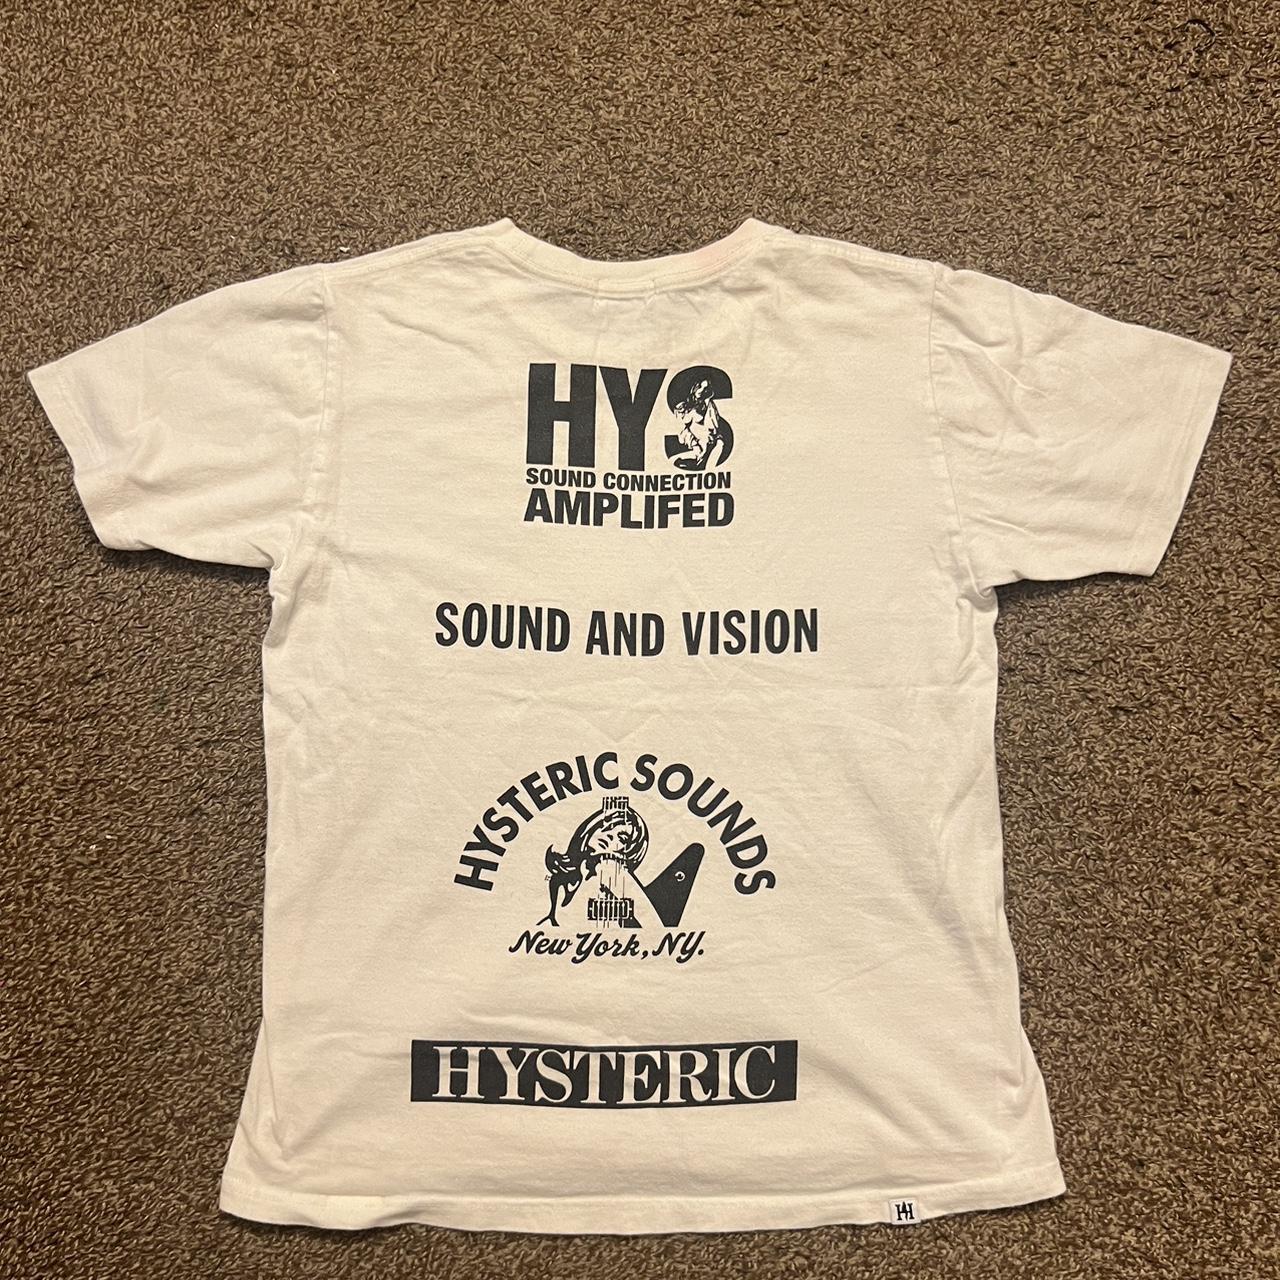 HYS
SOUND CONNECTION
AMPLIFED
SOUND AND VISION
HYSTERIC SOUNDS
New York, NY.
HYSTERIC
H